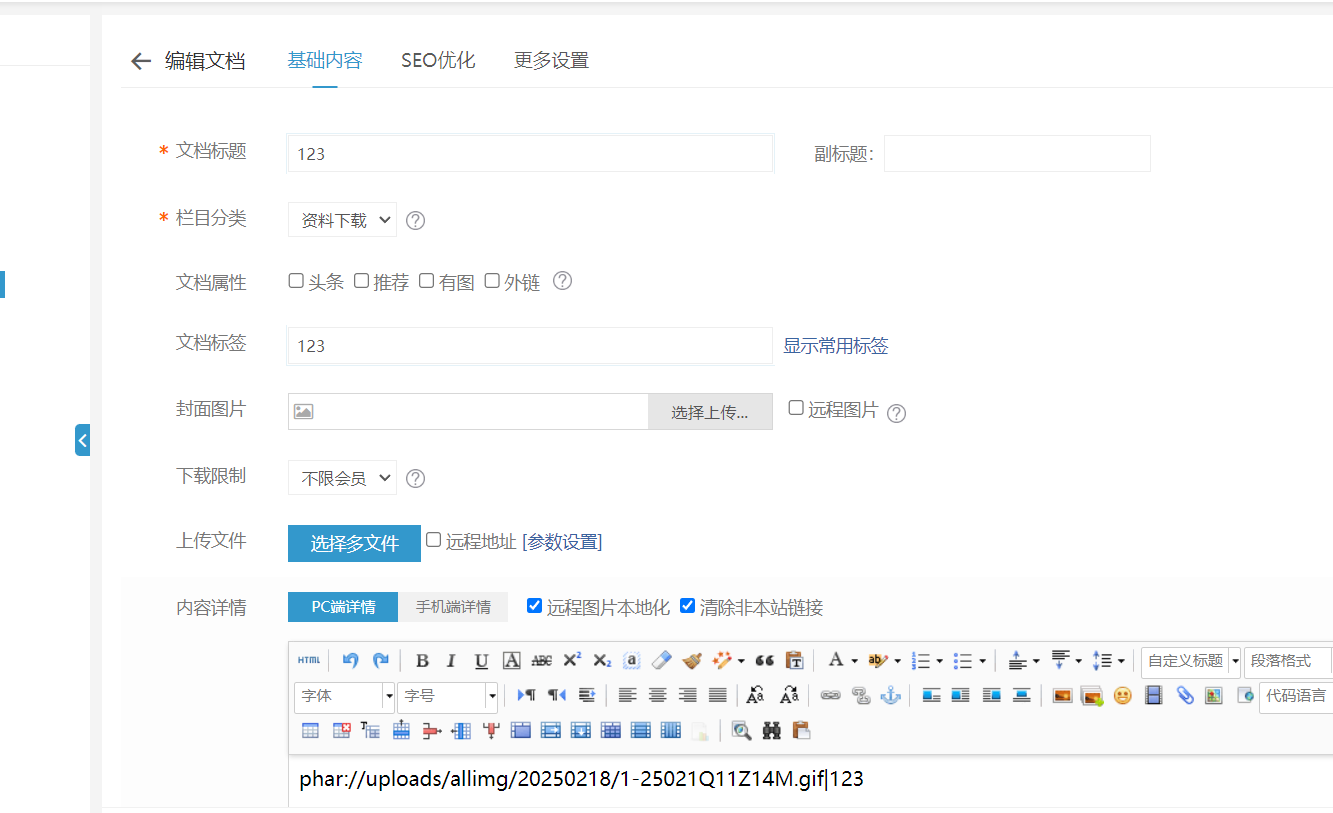 编辑文档 基础内容 SEO优化 更多设置
* 文档标题 123 副标题：
* 栏目分类 资料下载 ?
文档属性 头条 推荐 有图 外链 ?
文档标签 123 显示常用标签
封面图片 选择上传... 远程图片 ?
下载限制 不限会员 ?
上传文件 选择多文件 远程地址 [参数设置]
内容详情 PC端详情 手机端详情 远程图片本地化 清除非本站链接
HTML B I U A ABC X² X₂ a T A ab 自定义标题 段落格式
字体 字号 Aa Aa 代码语言
phar://uploads/allimg/20250218/1-25021Q11Z14M.gif|123